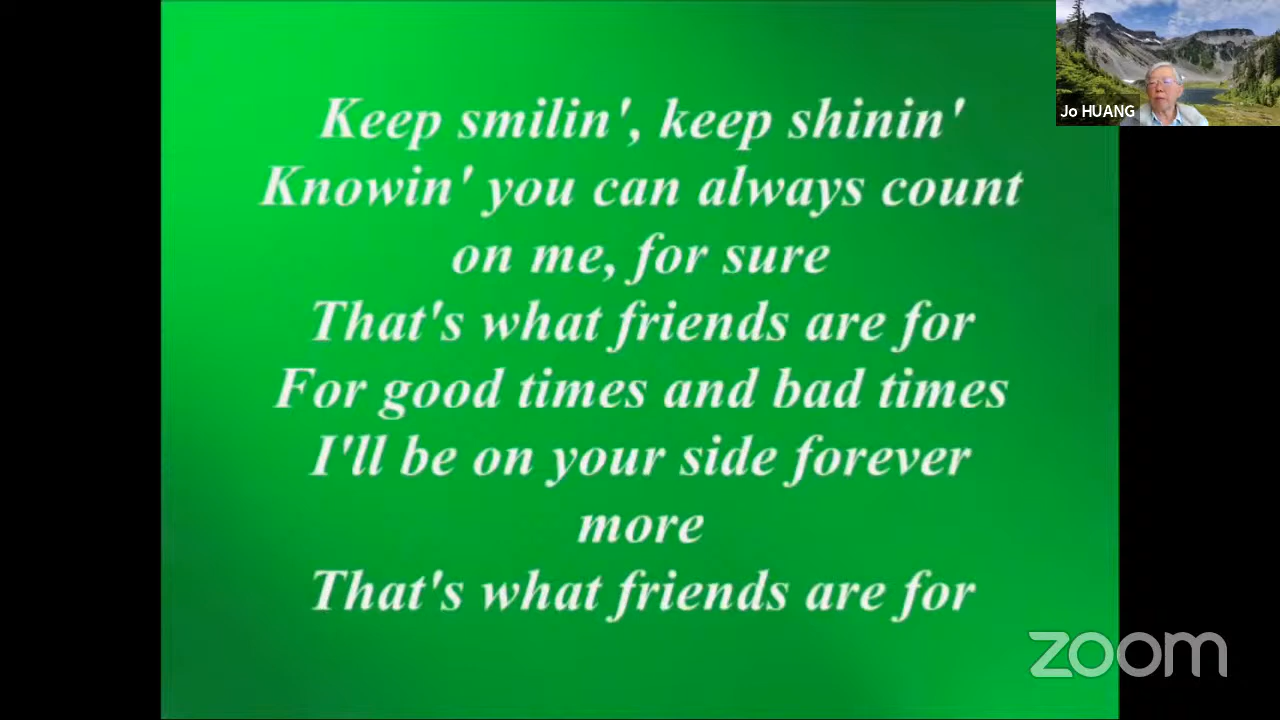 Keep smilin', keep shinin'
Knowin' you can always count
on me, for sure
That's what friends are for
For good times and bad times
I'll be on your side forever
more
That's what friends are for
Jo HUANG
zoom